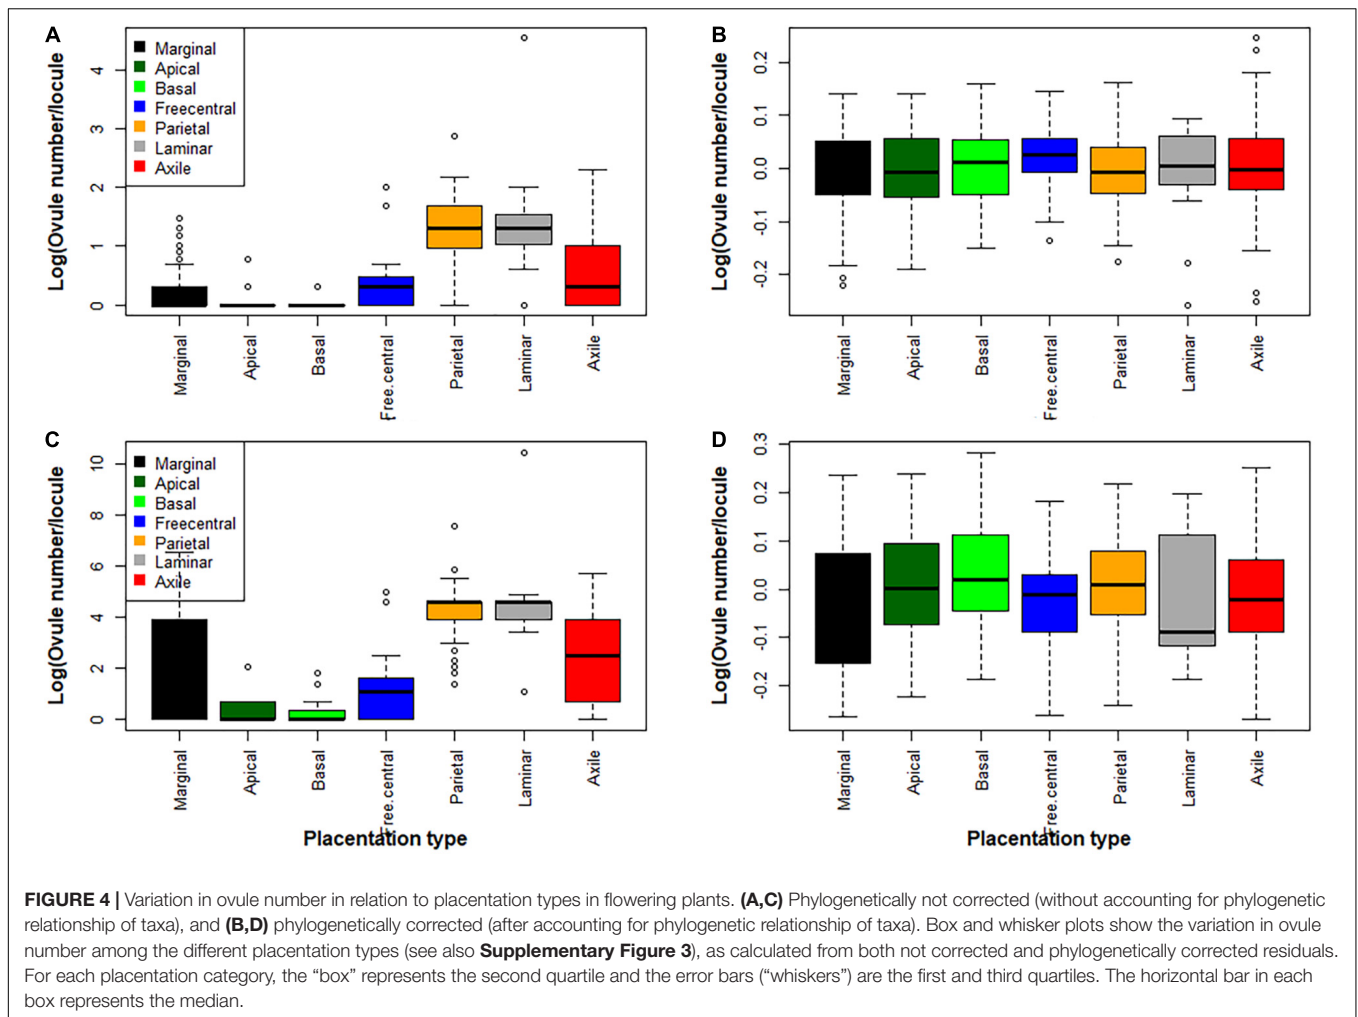 A
Log(Ovule number/locule
4
3
2
1
0
Marginal
Apical
Basal
Freecentral
Parietal
Laminar
Axile
Marginal
Apical
Basal
Free.central
Parietal
Laminar
Axile
B
Log(Ovule number/locule
0.2
0.1
0.0
-0.1
-0.2
Marginal
Apical
Basal
Free.central
Parietal
Laminar
Axile
C
Log(Ovule number/locule
10
8
6
4
2
0
Marginal
Apical
Basal
Freecentral
Parietal
Laminar
Axile
Marginal
Apical
Basal
Free.central
Parietal
Laminar
Axile
Placentation type
D
Log(Ovule number/locule
0.3
0.2
0.1
0.0
-0.1
-0.2
Marginal
Apical
Basal
Free.central
Parietal
Laminar
Axile
Placentation type
FIGURE 4 | Variation in ovule number in relation to placentation types in flowering plants. (A,C) Phylogenetically not corrected (without accounting for phylogenetic
relationship of taxa), and (B,D) phylogenetically corrected (after accounting for phylogenetic relationship of taxa). Box and whisker plots show the variation in ovule
number among the different placentation types (see also Supplementary Figure 3), as calculated from both not corrected and phylogenetically corrected residuals.
For each placentation category, the “box” represents the second quartile and the error bars (“whiskers”) are the first and third quartiles. The horizontal bar in each
box represents the median.